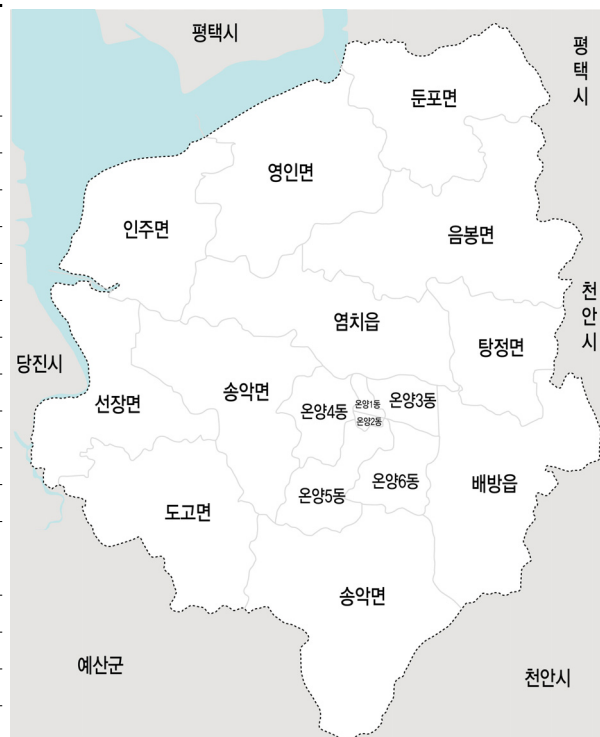 평택시
평택시
둔포면
영인면
인주면
음봉면
천안시
염치읍
탕정면
당진시
선장면
송악면
온양4동
온양1동
온양3동
온양2동
온양5동
온양6동
배방읍
도고면
송악면
예산군
천안시